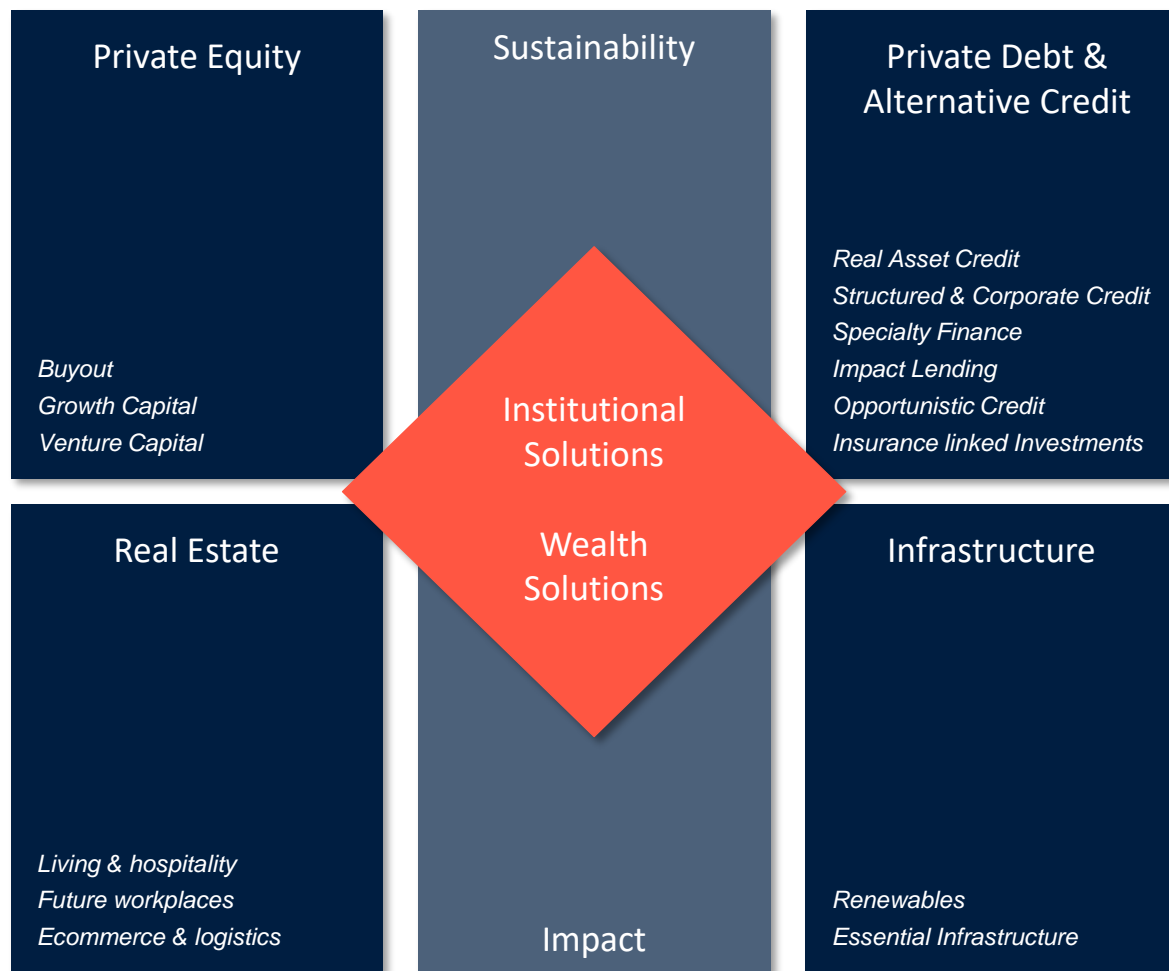 Private Equity
Buyout
Growth Capital
Venture Capital
Sustainability
Private Debt &
Alternative Credit
Real Asset Credit
Structured & Corporate Credit
Specialty Finance
Impact Lending
Opportunistic Credit
Insurance linked Investments
Institutional
Solutions
Wealth
Solutions
Real Estate
Living & hospitality
Future workplaces
Ecommerce & logistics
Impact
Infrastructure
Renewables
Essential Infrastructure